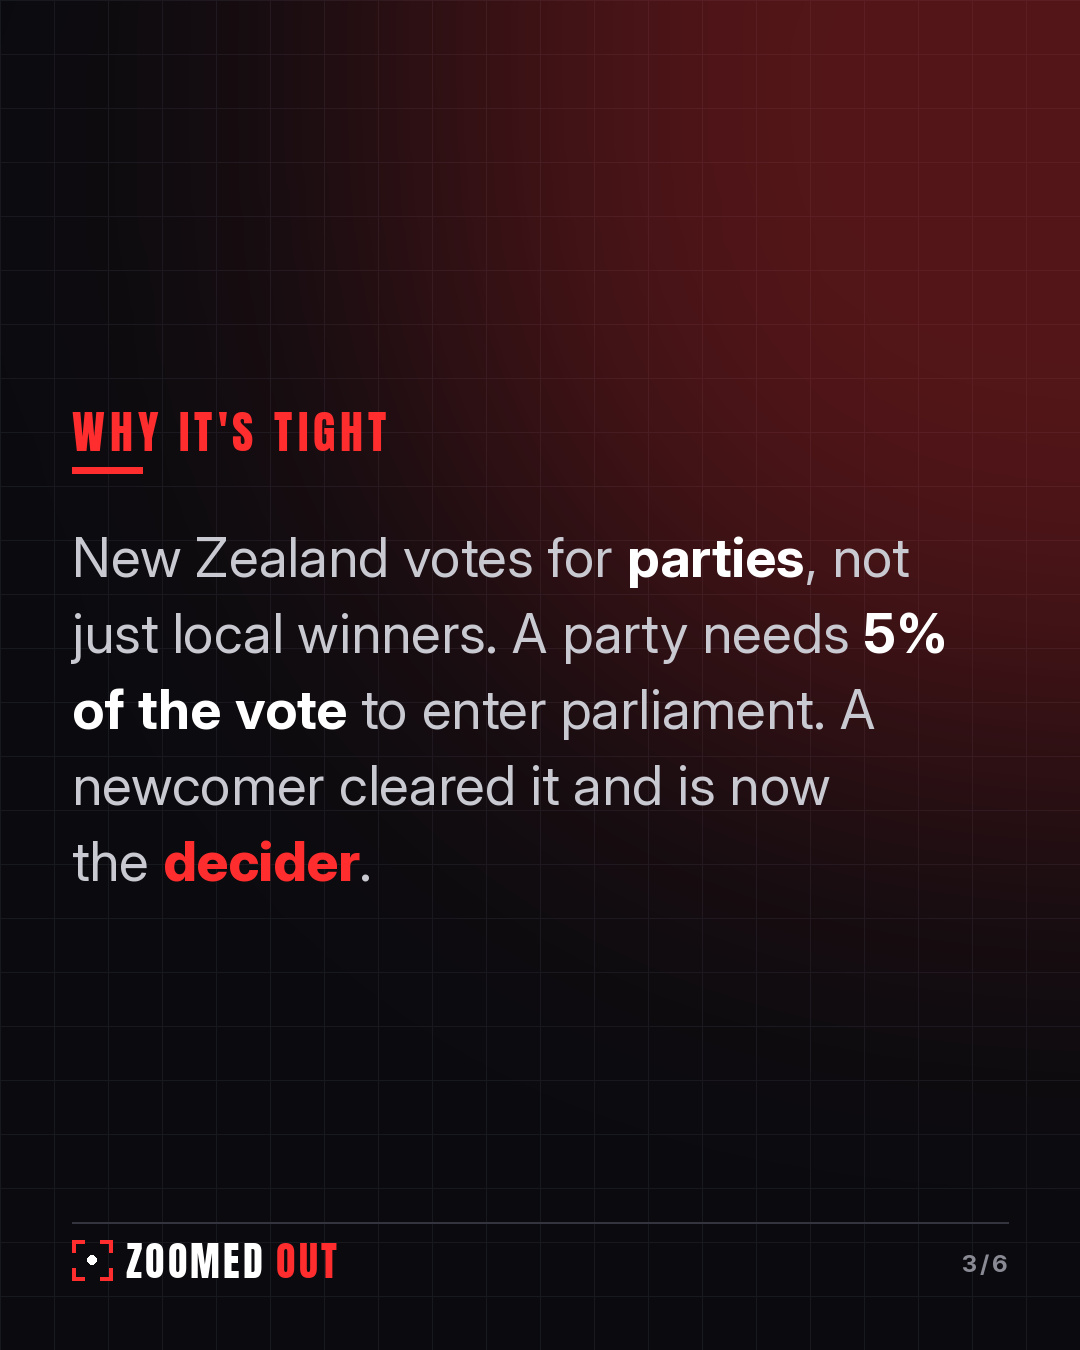 WHY IT'S TIGHT
New Zealand votes for parties, not
just local winners. A party needs 5%
of the vote to enter parliament. A
newcomer cleared it and is now
the decider.
ZOOMED OUT
3/6